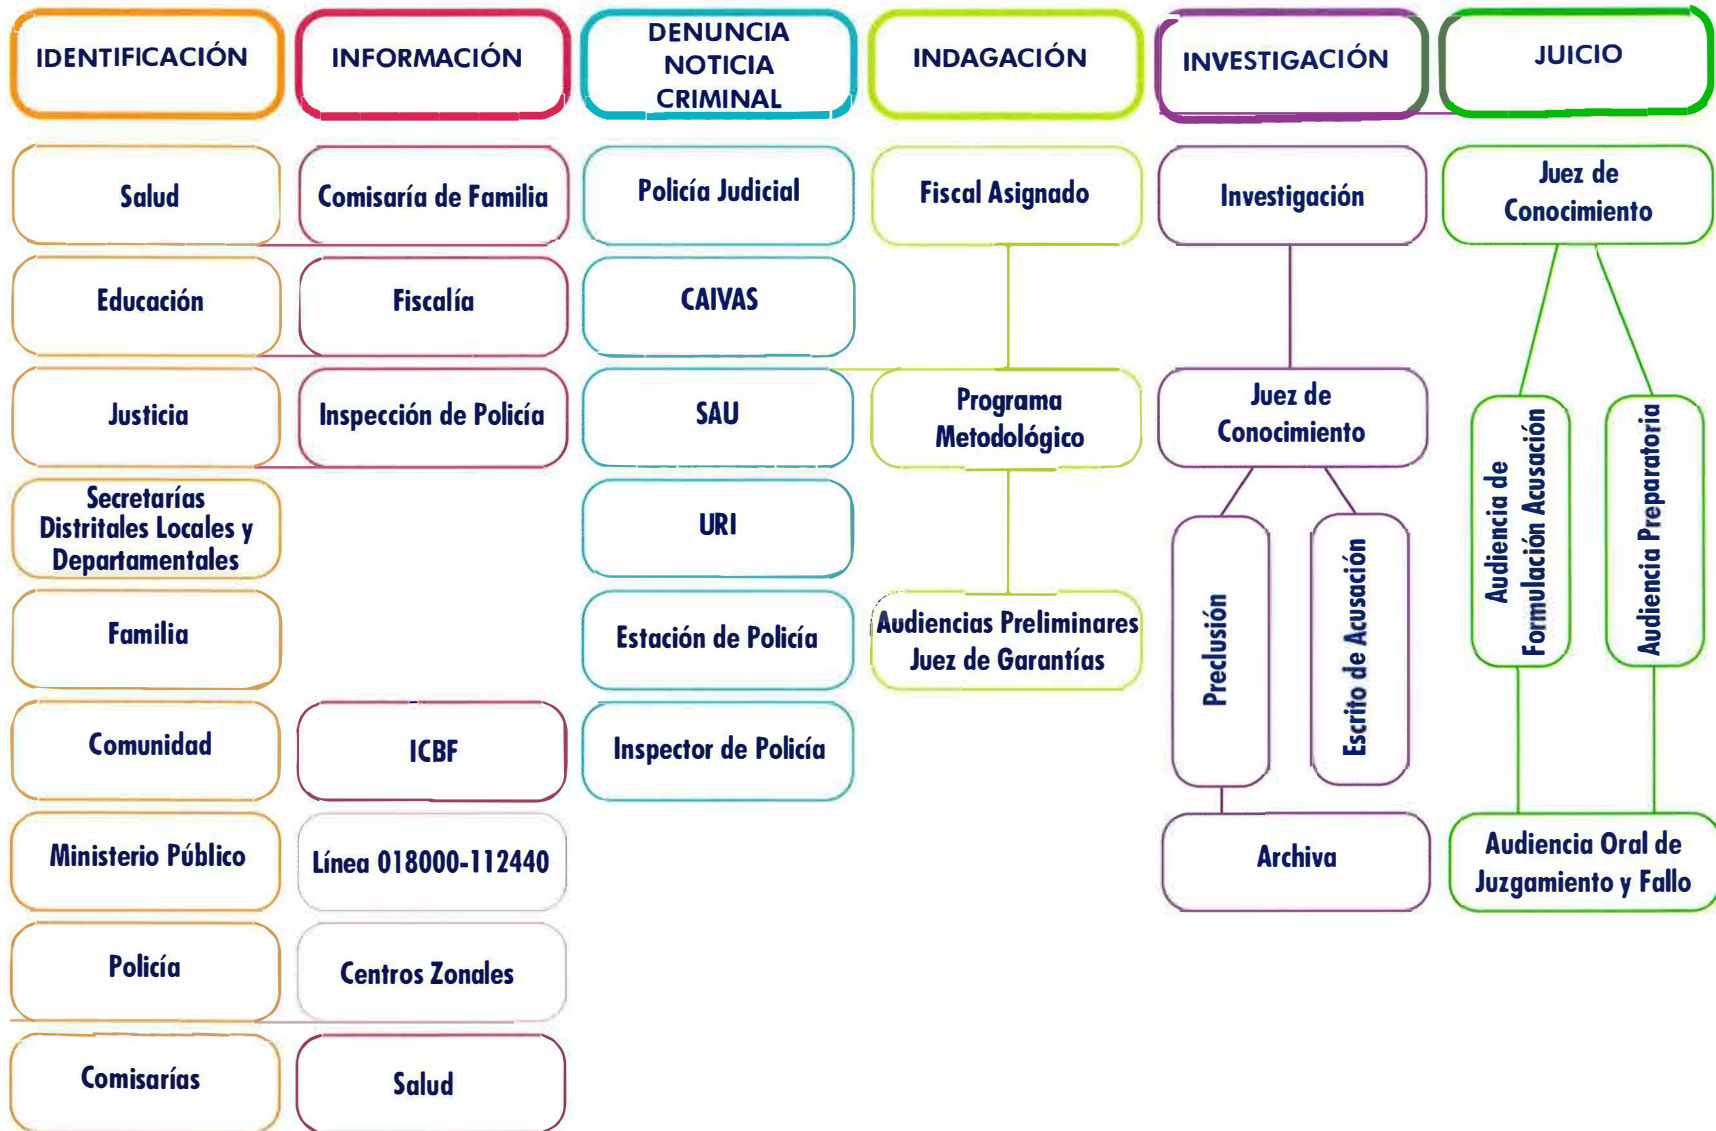 IDENTIFICACIÓN
INFORMACIÓN
DENUNCIA
NOTICIA
CRIMINAL
INDAGACIÓN
INVESTIGACIÓN
JUICIO
Salud
Educación
Justicia
Secretarías
Distritales Locales y
Departamentales
Familia
Comunidad
Ministerio Público
Policía
Comisarías
Comisaría de Familia
Fiscalía
Inspección de Policía
ICBF
Línea 018000-112440
Centros Zonales
Salud
Policía Judicial
CAIVAS
SAU
URI
Estación de Policía
Inspector de Policía
Fiscal Asignado
Programa
Metodológico
Audiencias Preliminares
Juez de Garantías
Investigación
Juez de
Conocimiento
Preclusión
Escrito de Acusación
Archiva
Juez de
Conocimiento
Audiencia de
Formulación Acusación
Audiencia Preparatoria
Audiencia Oral de
Juzgamiento y Fallo